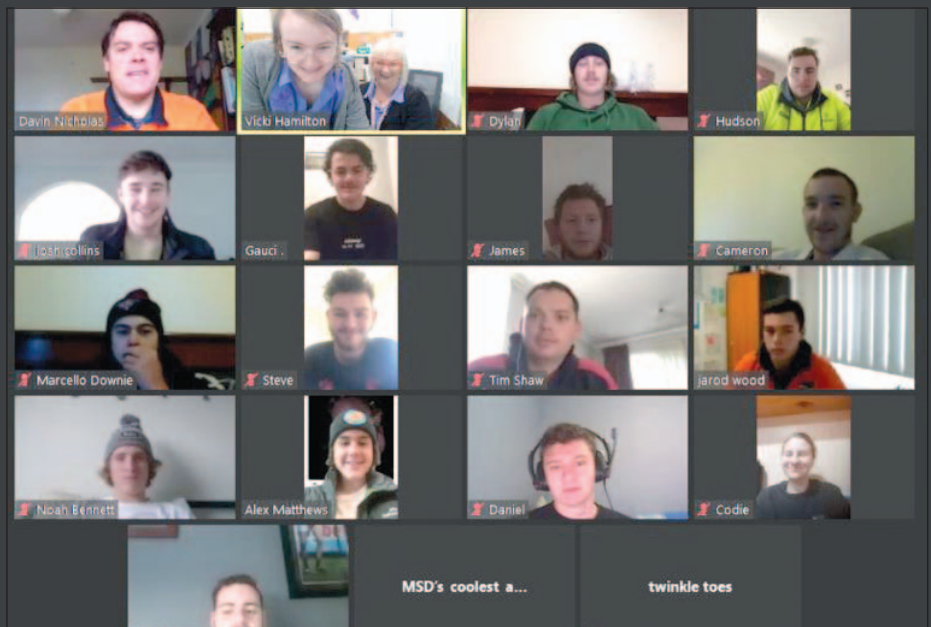 Davin Nicholas
Vicki Hamilton
Dylan
Hudson
collins
Gauci .
James
Cameron
Marcello Downie
Steve
Tim Shaw
jarod wood
Noah Bennett
Alex Matthews
Daniel
Codie
MSD's coolest a...
twinkle toes